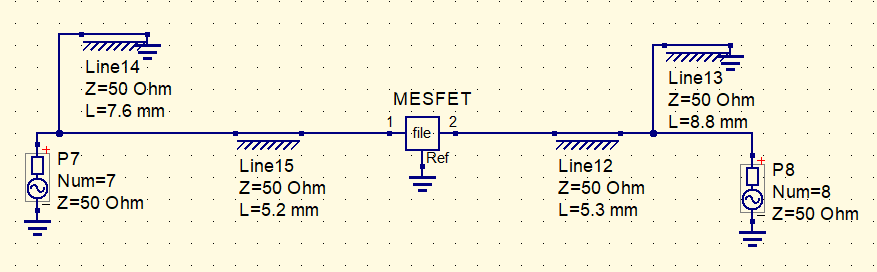 Line14
Z=50 Ohm
L=7.6 mm
Line13
Z=50 Ohm
L=8.8 mm
MESFET
1
file
2
Ref
P7
Num=7
Z=50 Ohm
Line15
Z=50 Ohm
L=5.2 mm
Line12
Z=50 Ohm
L=5.3 mm
P8
Num=8
Z=50 Ohm